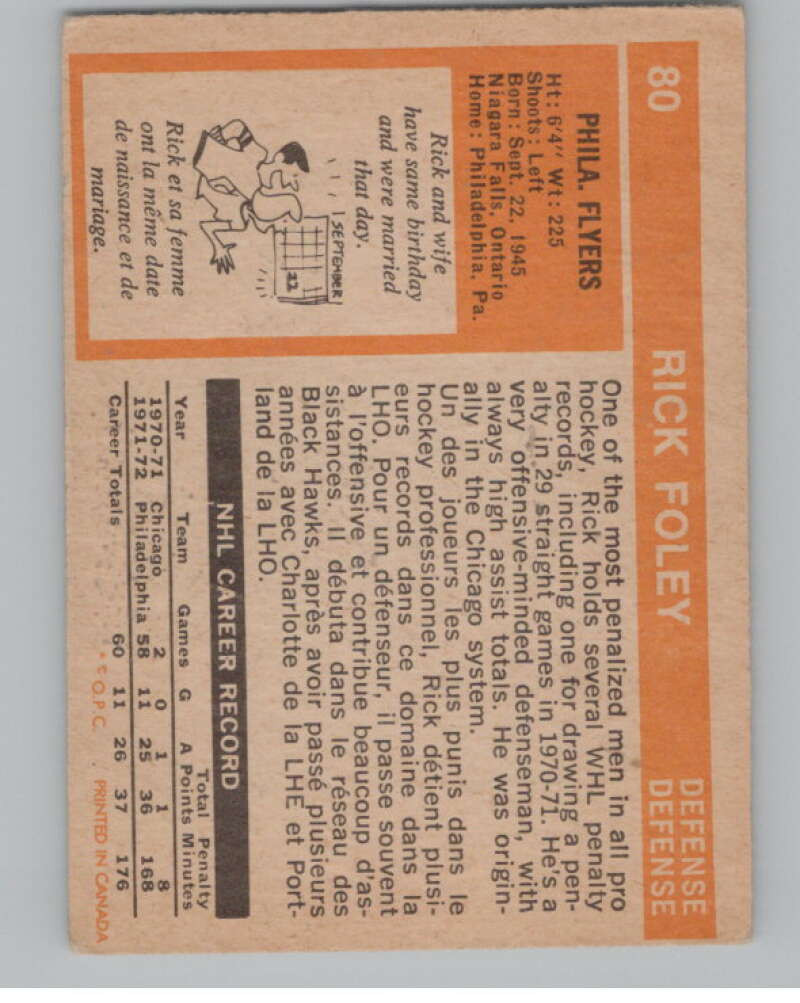 80 RICK FOLEY DEFENSE
DEFENSE
PHILA. FLYERS
Ht: 6'4" Wt: 225
Shoots: Left
Born: Sept. 22, 1945
Niagara Falls, Ontario
Home: Philadelphia, Pa.
Rick and wife
have same birthday
and were married
that day.
SEPTEMBER
22
Rick et sa femme
ont la même date
de naissance et de
mariage.
One of the most penalized men in all pro
hockey, Rick holds several WHL penalty
records, including one for drawing a pen-
alty in 29 straight games in 1970-71. He's a
very offensive-minded defenseman, with
always high assist totals. He was origin-
ally in the Chicago system.
Un des joueurs les plus punis dans le
hockey professionnel, Rick détient plusi-
eurs records dans ce domaine dans la
LHO. Pour un défenseur, il passe souvent
à l'offensive et contribue beaucoup d'as-
sistances. Il débuta dans le réseau des
Black Hawks, après avoir passé plusieurs
années avec Charlotte de la LHE et Port-
land de la LHO.
NHL CAREER RECORD
Total Penalty
Year Team Games G A Points Minutes
1970-71 Chicago 2 0 1 1 8
1971-72 Philadelphia 58 11 25 36 168
Career Totals 60 11 26 37 176
* © O.P.C. PRINTED IN CANADA